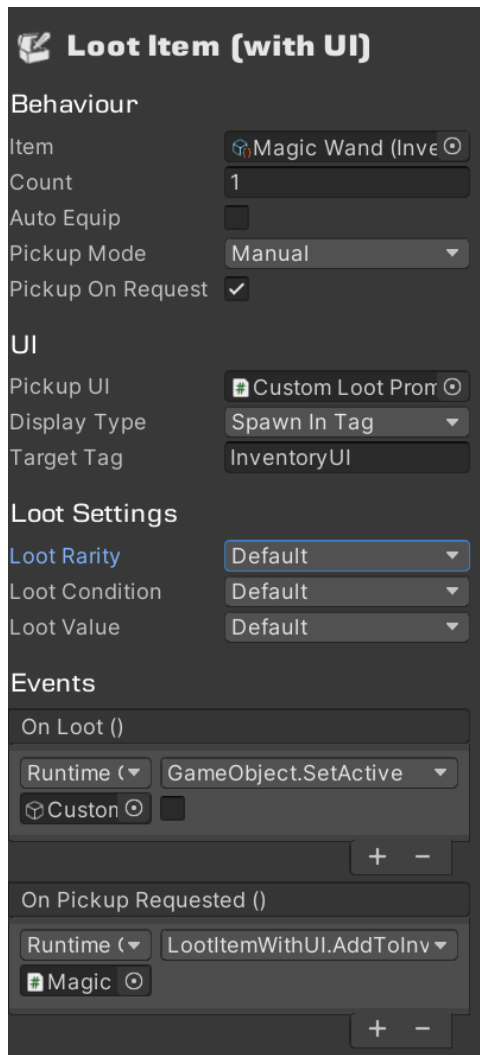 Loot Item (with UI)
Behaviour
Item Magic Wand (Inve
Count 1
Auto Equip
Pickup Mode Manual
Pickup On Request
UI
Pickup UI # Custom Loot Prom
Display Type Spawn In Tag
Target Tag InventoryUI
Loot Settings
Loot Rarity Default
Loot Condition Default
Loot Value Default
Events
On Loot ()
Runtime ( GameObject.SetActive
Custon
+ −
On Pickup Requested ()
Runtime ( LootItemWithUI.AddToInv
# Magic
+ −